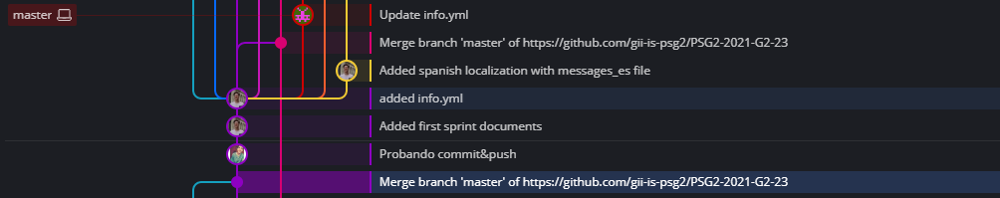 master
Update info.yml
Merge branch 'master' of https://github.com/gii-is-psg2/PSG2-2021-G2-23
Added spanish localization with messages_es file
added info.yml
Added first sprint documents
Probando commit&push
Merge branch 'master' of https://github.com/gii-is-psg2/PSG2-2021-G2-23